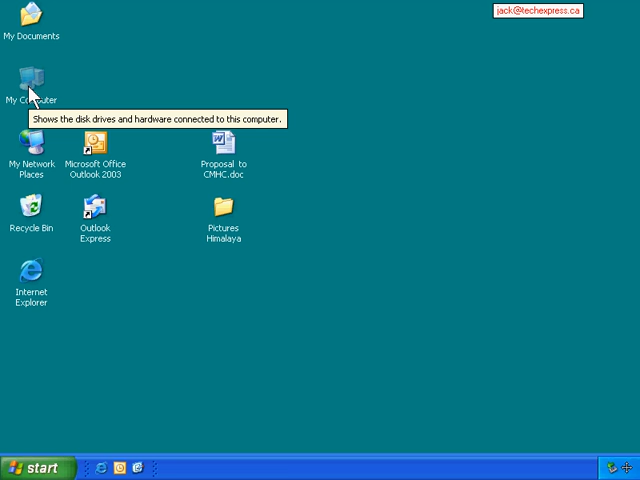 jack@techexpress.ca
My Documents
My Computer
Shows the disk drives and hardware connected to this computer.
My Network
Places
Microsoft Office
Outlook 2003
Proposal to
CMHC.doc
Recycle Bin
Outlook
Express
Pictures
Himalaya
Internet
Explorer
start